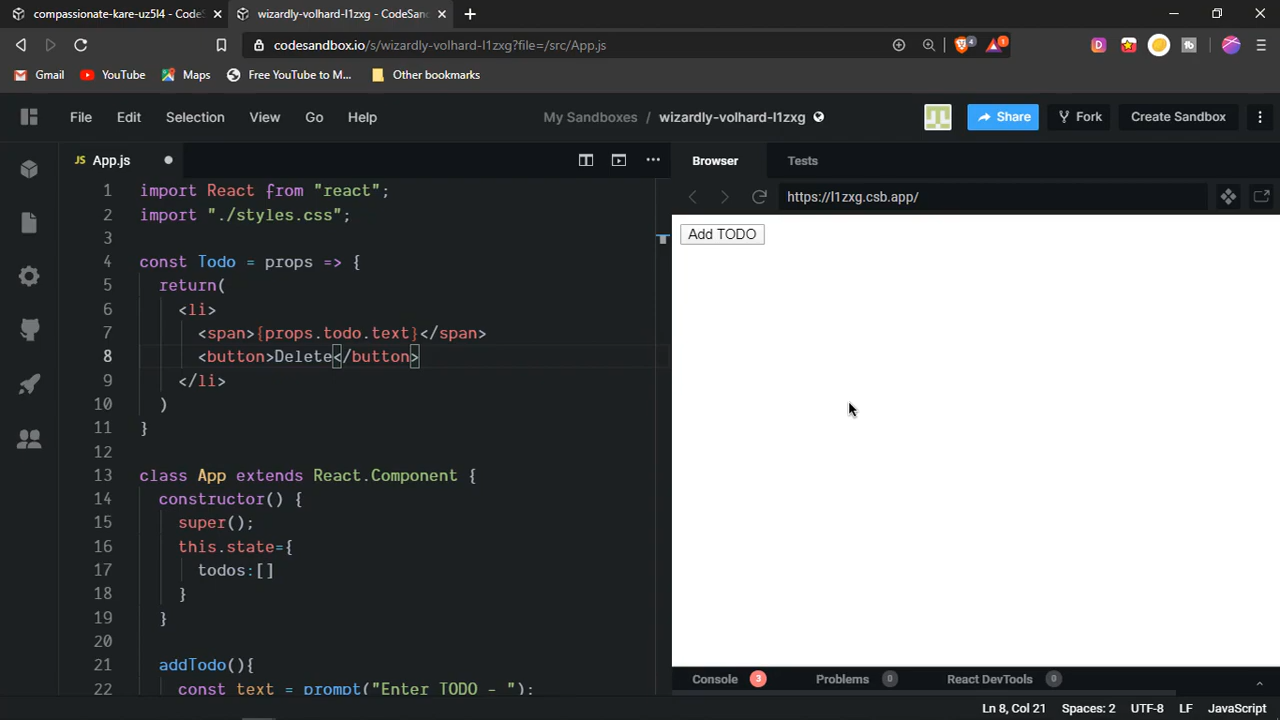 compassionate-kare-uz5l4 - CodeS
wizardly-volhard-l1zxg - CodeSan
codesandbox.io/s/wizardly-volhard-l1zxg?file=/src/App.js
4
1
Gmail
YouTube
Maps
Free YouTube to M...
Other bookmarks
File
Edit
Selection
View
Go
Help
My Sandboxes / wizardly-volhard-l1zxg
Share
Fork
Create Sandbox
JS App.js
Browser
Tests
https://l1zxg.csb.app/
1 import React from "react";
2 import "./styles.css";
3
4 const Todo = props => {
5 return(
6 <li>
7 <span>{props.todo.text}</span>
8 <button>Delete</button>
9 </li>
10 )
11 }
12
13 class App extends React.Component {
14 constructor() {
15 super();
16 this.state={
17 todos:[]
18 }
19 }
20
21 addTodo(){
22 const text = prompt("Enter TODO - ");
Add TODO
Console 3
Problems 0
React DevTools 0
Ln 8, Col 21
Spaces: 2
UTF-8
LF
JavaScript